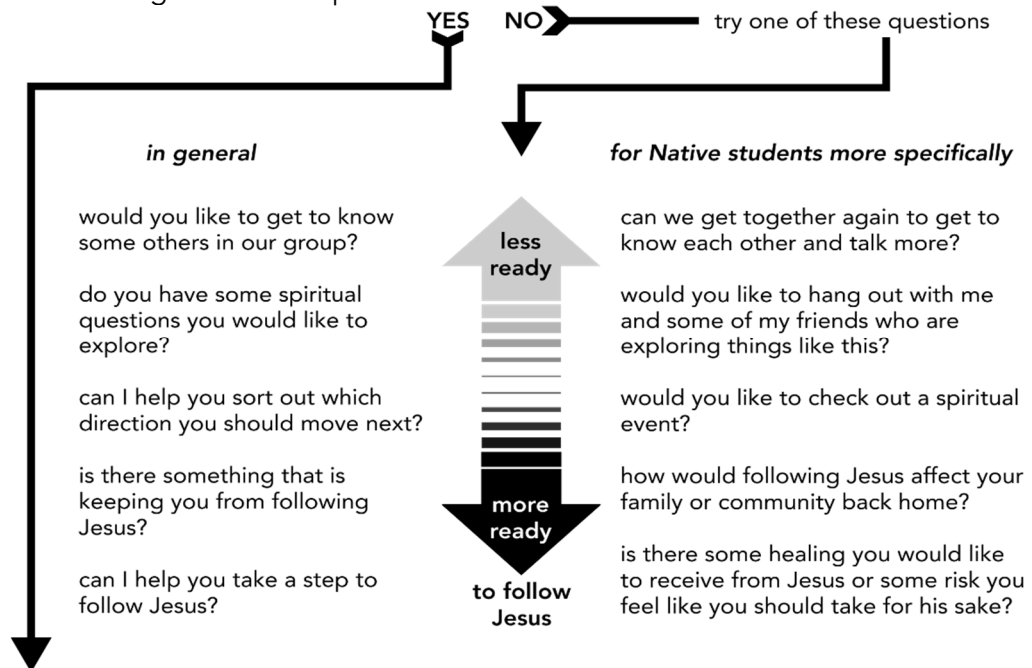 YES NO try one of these questions
in general
would you like to get to know
some others in our group?
do you have some spiritual
questions you would like to
explore?
can I help you sort out which
direction you should move next?
is there something that is
keeping you from following
Jesus?
can I help you take a step to
follow Jesus?
less
ready
more
ready
to follow
Jesus
for Native students more specifically
can we get together again to get to
know each other and talk more?
would you like to hang out with me
and some of my friends who are
exploring things like this?
would you like to check out a spiritual
event?
how would following Jesus affect your
family or community back home?
is there some healing you would like
to receive from Jesus or some risk you
feel like you should take for his sake?